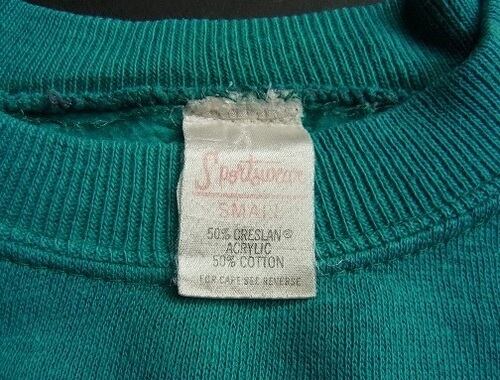 Sportswear
SMALL
50% CRESLAN®
ACRYLIC
50% COTTON
FOR CARE SEE REVERSE